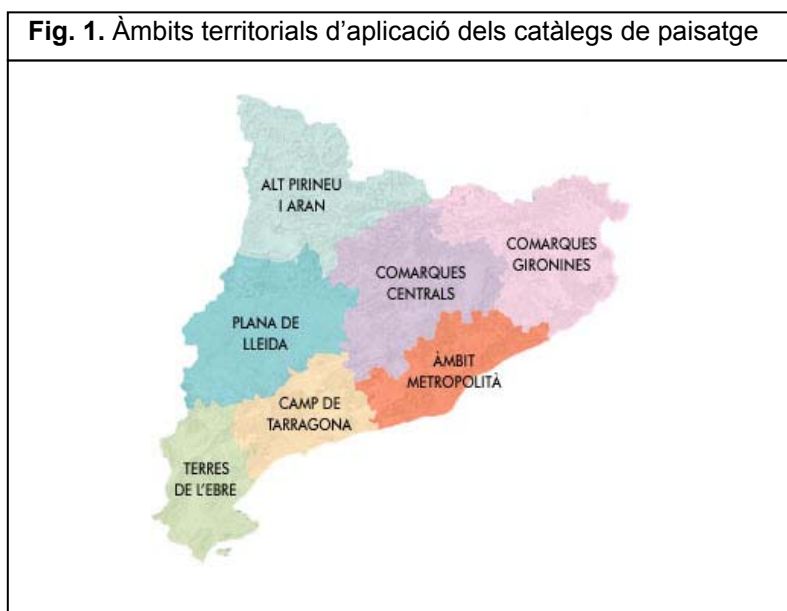 Fig. 1. Àmbits territorials d’aplicació dels catàlegs de paisatge
ALT PIRINEU
I ARAN
COMARQUES
GIRONINES
COMARQUES
CENTRALS
PLANA DE
LLEIDA
ÀMBIT
METROPOLITÀ
CAMP DE
TARRAGONA
TERRES
DE L’EBRE